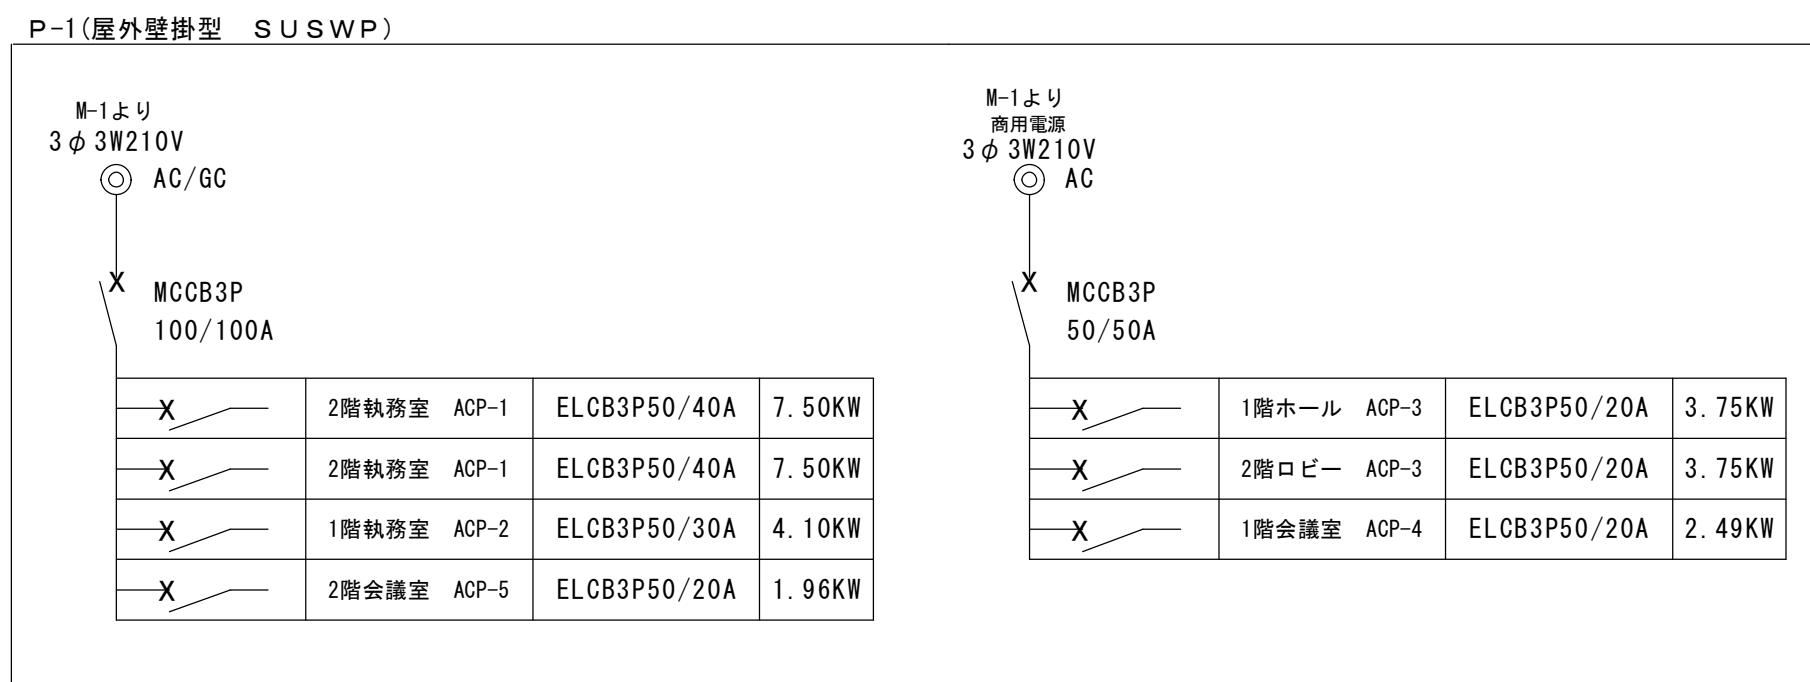 P-1(屋外壁掛型　ＳＵＳＷＰ)
M-1より
3φ3W210V
AC/GC
MCCB3P
100/100A
2階執務室　ACP-1　ELCB3P50/40A　7.50KW
2階執務室　ACP-1　ELCB3P50/40A　7.50KW
1階執務室　ACP-2　ELCB3P50/30A　4.10KW
2階会議室　ACP-5　ELCB3P50/20A　1.96KW
M-1より
商用電源
3φ3W210V
AC
MCCB3P
50/50A
1階ホール　ACP-3　ELCB3P50/20A　3.75KW
2階ロビー　ACP-3　ELCB3P50/20A　3.75KW
1階会議室　ACP-4　ELCB3P50/20A　2.49KW